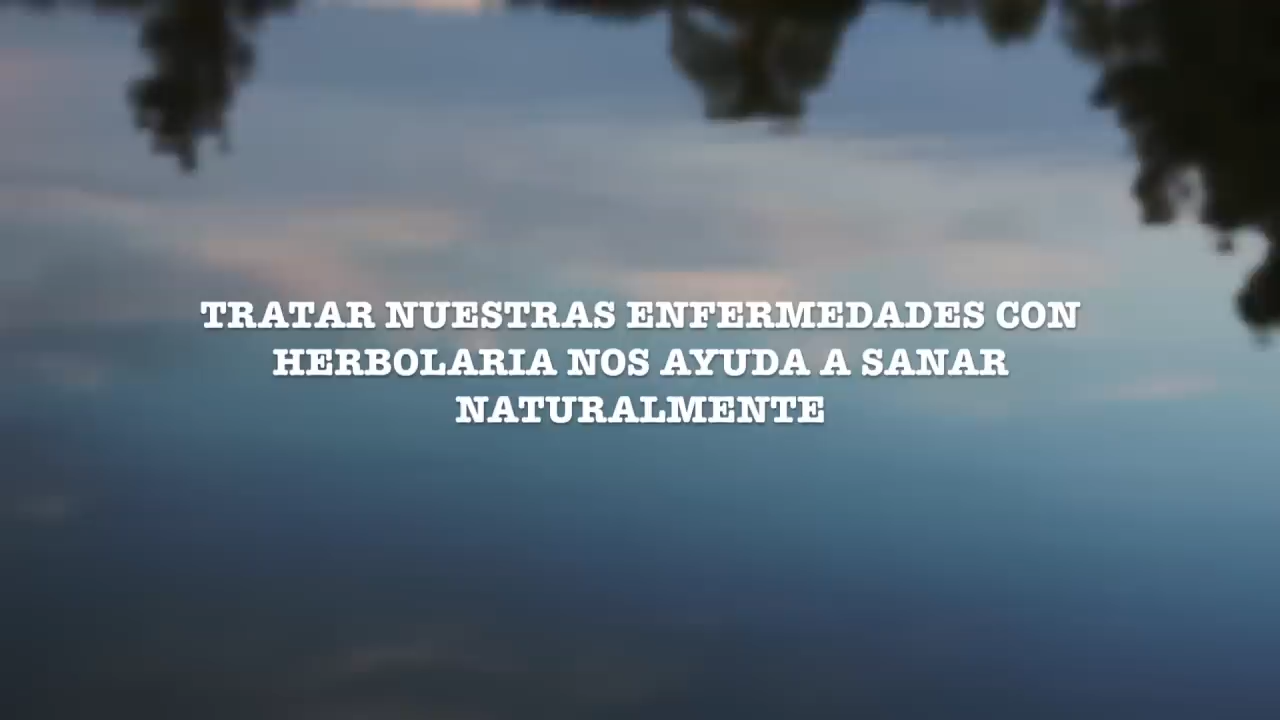 TRATAR NUESTRAS ENFERMEDADES CON
HERBOLARIA NOS AYUDA A SANAR
NATURALMENTE